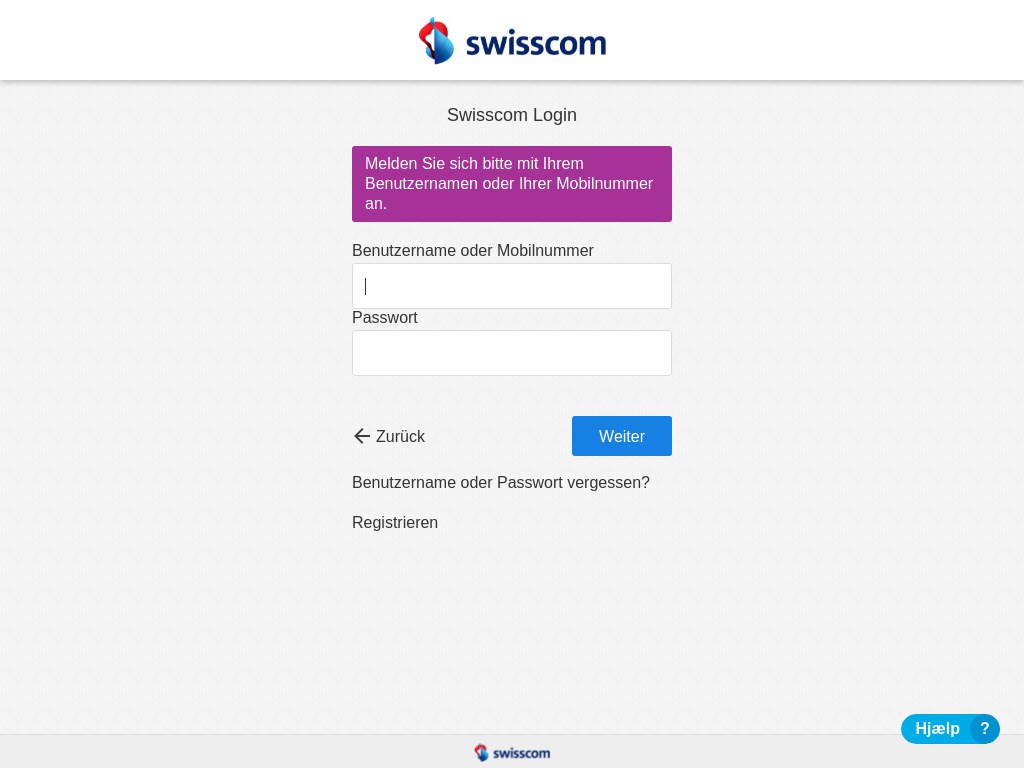 swisscom
Swisscom Login
Melden Sie sich bitte mit Ihrem
Benutzernamen oder Ihrer Mobilnummer
an.
Benutzername oder Mobilnummer
Passwort
Zurück
Weiter
Benutzername oder Passwort vergessen?
Registrieren
Hjælp ?
swisscom